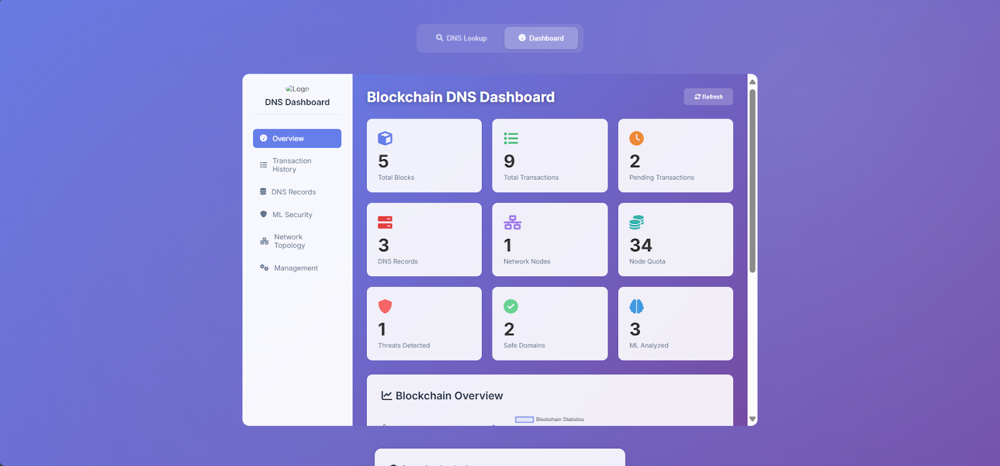 DNS Lookup
Dashboard
Logo
DNS Dashboard
Overview
Transaction
History
DNS Records
ML Security
Network
Topology
Management
Blockchain DNS Dashboard
Refresh
5
Total Blocks
9
Total Transactions
2
Pending Transactions
3
DNS Records
1
Network Nodes
34
Node Quota
1
Threats Detected
2
Safe Domains
3
ML Analyzed
Blockchain Overview
Blockchain Statistics